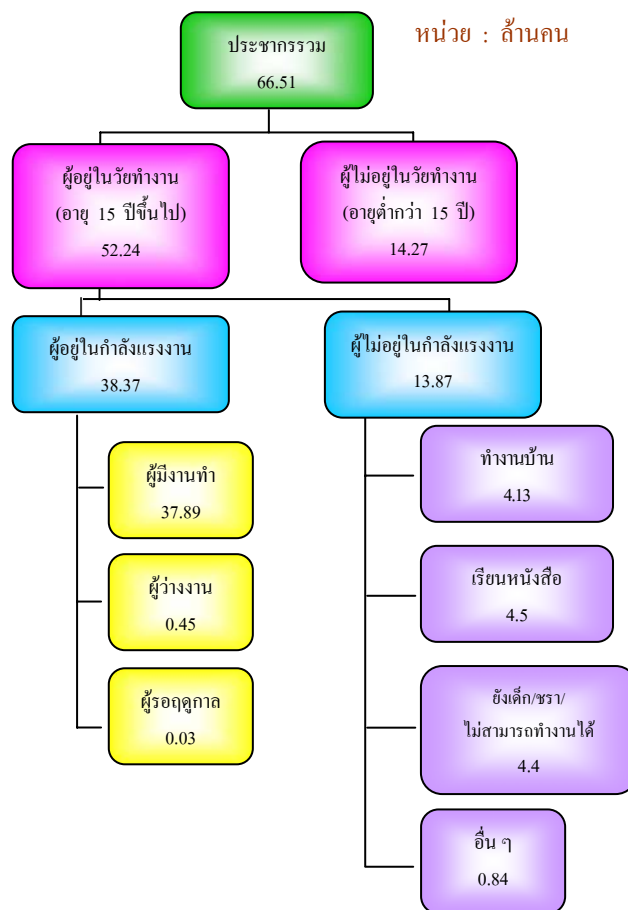 หน่วย : ล้านคน
ประชากรรวม
66.51
ผู้อยู่ในวัยทำงาน
(อายุ 15 ปีขึ้นไป)
52.24
ผู้ไม่อยู่ในวัยทำงาน
(อายุต่ำกว่า 15 ปี)
14.27
ผู้อยู่ในกำลังแรงงาน
38.37
ผู้ไม่อยู่ในกำลังแรงงาน
13.87
ผู้มีงานทำ
37.89
ผู้ว่างงาน
0.45
ผู้รอฤดูกาล
0.03
ทำงานบ้าน
4.13
เรียนหนังสือ
4.5
ยังเด็ก/ชรา/
ไม่สามารถทำงานได้
4.4
อื่น ๆ
0.84